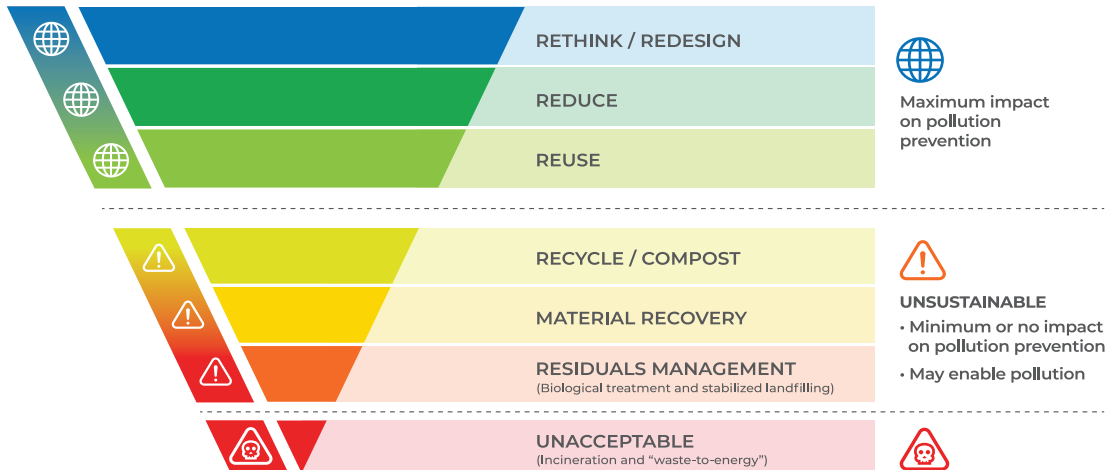 RETHINK / REDESIGN
REDUCE
REUSE
Maximum impact
on pollution
prevention
RECYCLE / COMPOST
MATERIAL RECOVERY
RESIDUALS MANAGEMENT
(Biological treatment and stabilized landfilling)
UNSUSTAINABLE
• Minimum or no impact
on pollution prevention
• May enable pollution
UNACCEPTABLE
(Incineration and “waste-to-energy”)